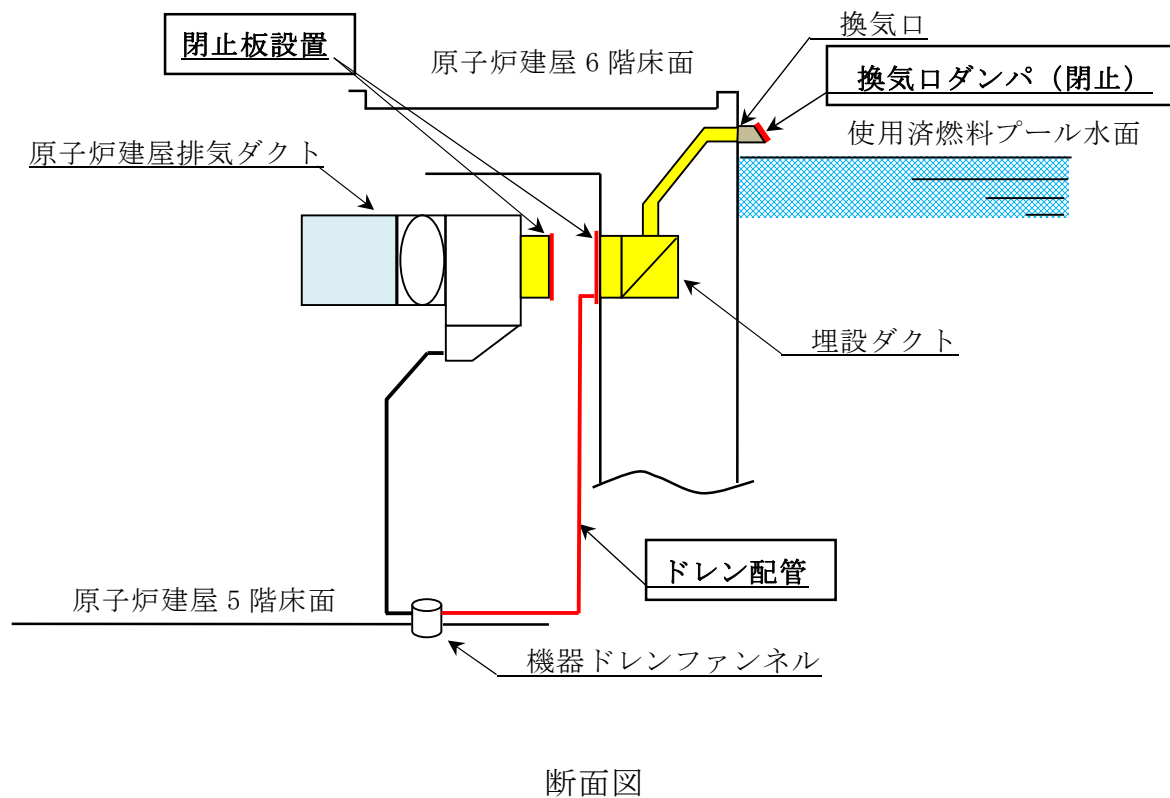 換気口
閉止板設置
原子炉建屋6階床面
換気口ダンパ（閉止）
使用済燃料プール水面
原子炉建屋排気ダクト
埋設ダクト
ドレン配管
原子炉建屋5階床面
機器ドレンファンネル
断面図